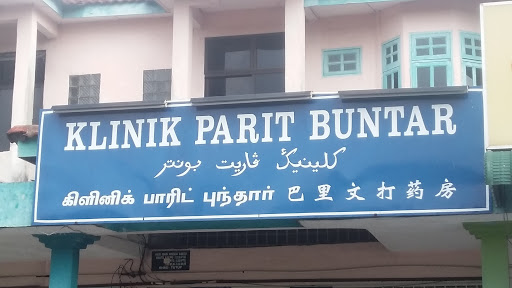 KLINIK PARIT BUNTAR
کلينيک ڤاريت بونتر
கிளினிக் பாரிட் புந்தார் 巴里文打药房